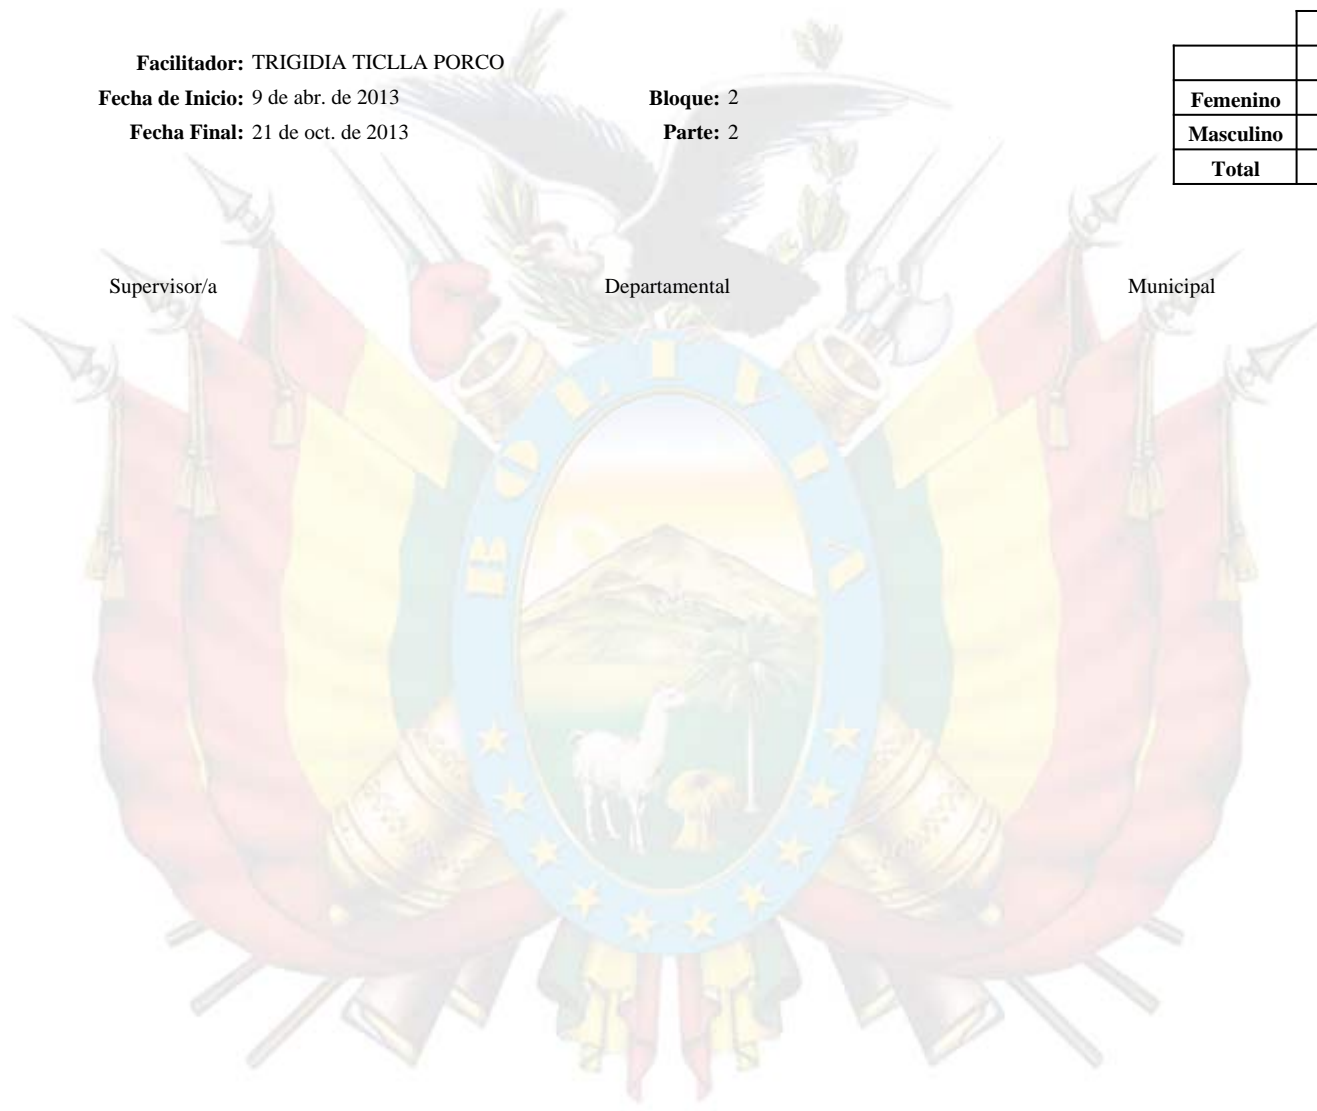 Facilitador: TRIGIDIA TICLLA PORCO
Fecha de Inicio: 9 de abr. de 2013 Bloque: 2
Fecha Final: 21 de oct. de 2013 Parte: 2
Femenino
Masculino
Total
Supervisor/a Departamental Municipal
BOLIVIA